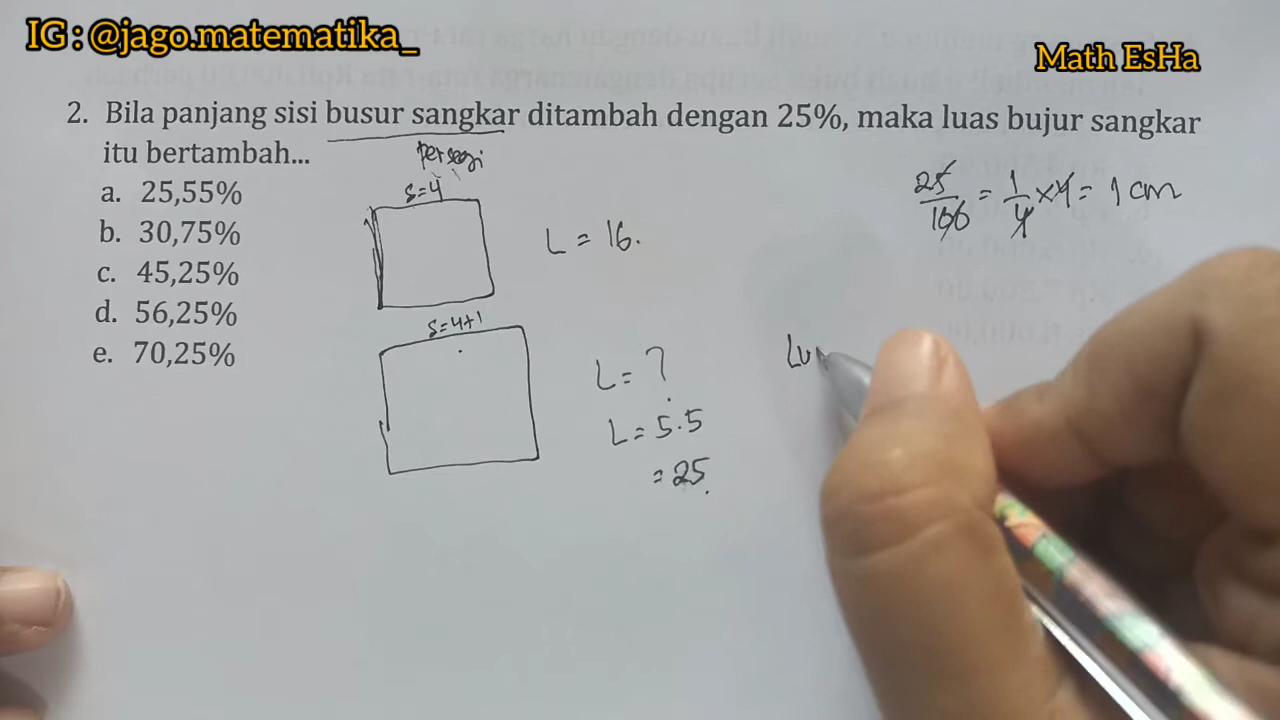 IG : @jago.matematika_
Math EsHa
2. Bila panjang sisi busur sangkar ditambah dengan 25%, maka luas bujur sangkar
itu bertambah...
persegi
a. 25,55%
b. 30,75%
c. 45,25%
d. 56,25%
e. 70,25%
s=4
L = 16.
25/100 = 1/4 × 4 = 1 cm
s=4+1
L = ?
L = 5.5
= 25.
Lu